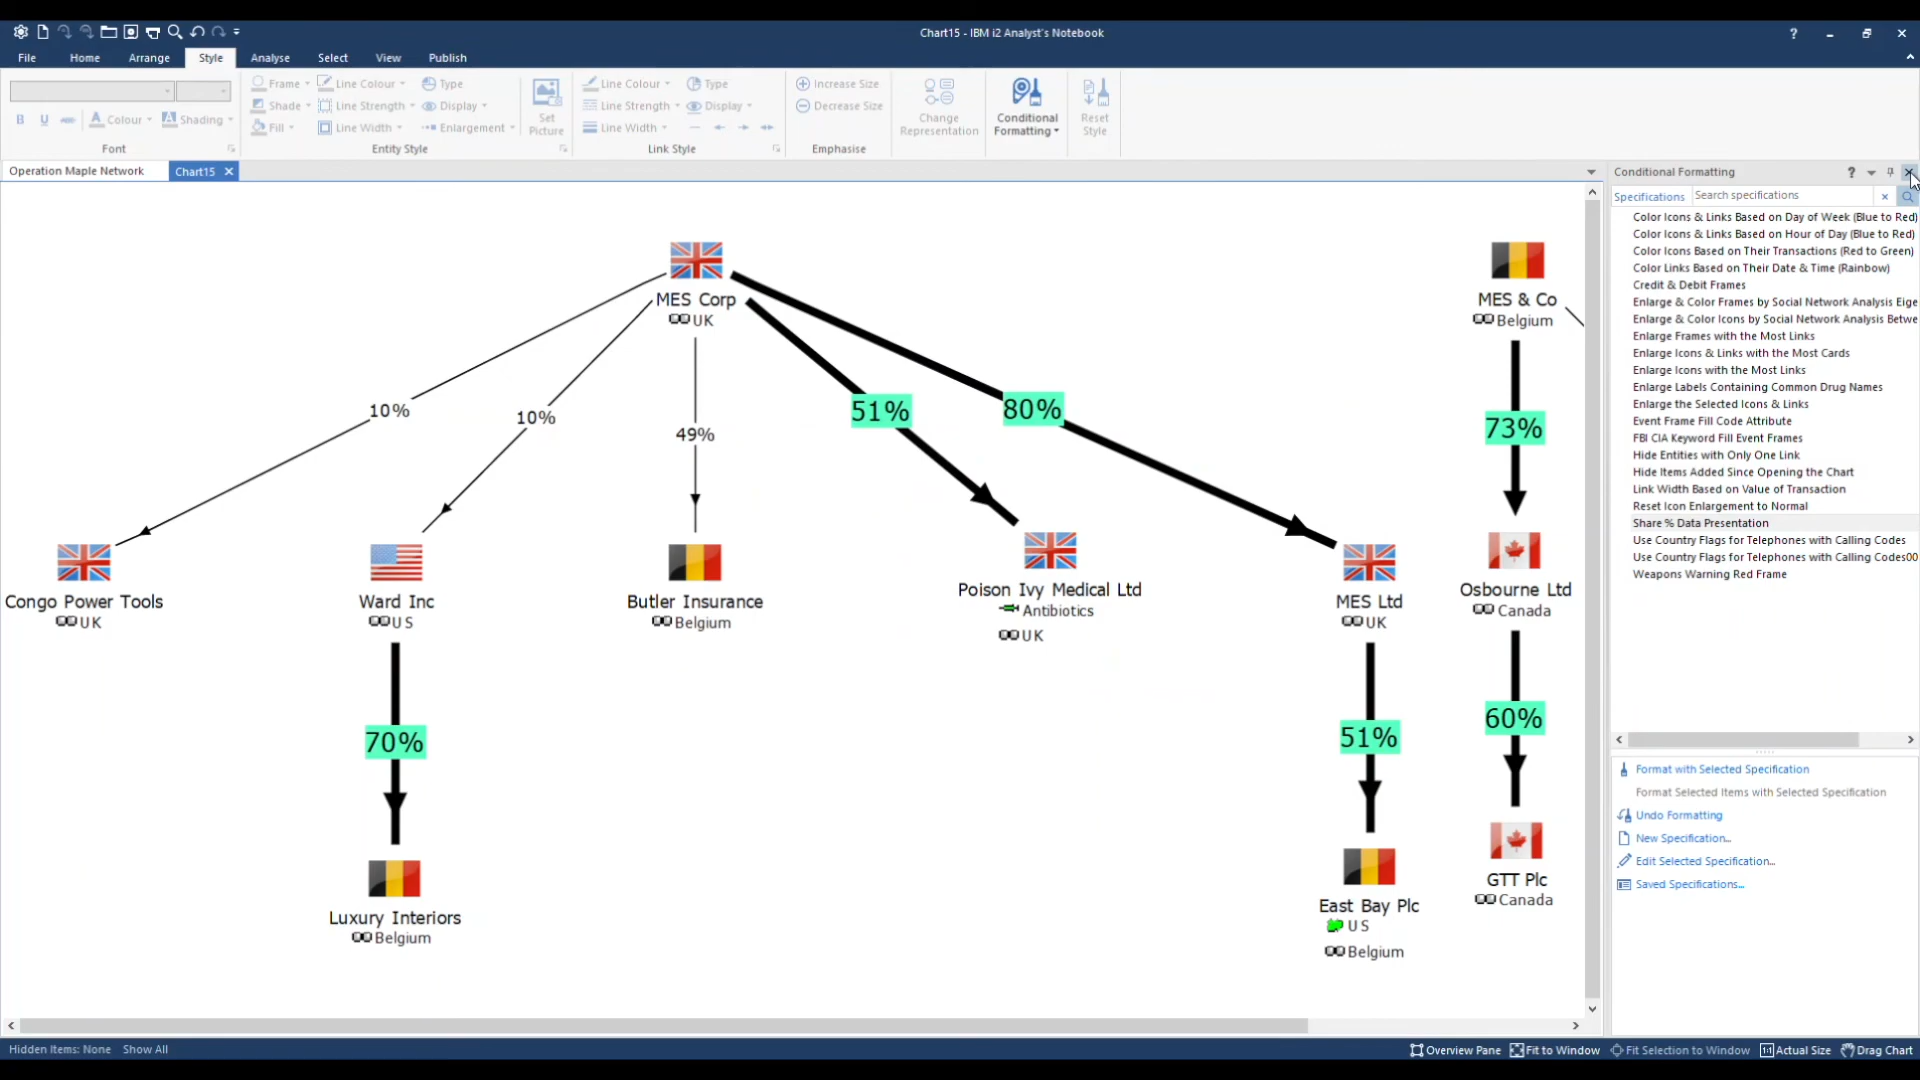 Chart15 - IBM i2 Analyst's Notebook
File Home Arrange Style Analyse Select View Publish
Frame Line Colour Type Line Colour Type Increase Size
Shade Line Strength Display Line Strength Display Decrease Size
B U Colour Shading Fill Line Width Enlargement Set Picture Line Width Change Representation Conditional Formatting Reset Style
Font Entity Style Link Style Emphasise
Operation Maple Network Chart15
Conditional Formatting
Specifications Search specifications
Color Icons & Links Based on Day of Week (Blue to Red)
Color Icons & Links Based on Hour of Day (Blue to Red)
Color Icons Based on Their Transactions (Red to Green)
Color Links Based on Their Date & Time (Rainbow)
Credit & Debit Frames
Enlarge & Color Frames by Social Network Analysis Eige
Enlarge & Color Icons by Social Network Analysis Betwe
Enlarge Frames with the Most Links
Enlarge Icons & Links with the Most Cards
Enlarge Icons with the Most Links
Enlarge Labels Containing Common Drug Names
Enlarge the Selected Icons & Links
Event Frame Fill Code Attribute
FBI CIA Keyword Fill Event Frames
Hide Entities with Only One Link
Hide Items Added Since Opening the Chart
Link Width Based on Value of Transaction
Reset Icon Enlargement to Normal
Share % Data Presentation
Use Country Flags for Telephones with Calling Codes
Use Country Flags for Telephones with Calling Codes00
Weapons Warning Red Frame
Format with Selected Specification
Format Selected Items with Selected Specification
Undo Formatting
New Specification...
Edit Selected Specification...
Saved Specifications...
MES Corp
UK
MES & Co
Belgium
10%
10%
49%
51%
80%
73%
Congo Power Tools
UK
Ward Inc
US
Butler Insurance
Belgium
Poison Ivy Medical Ltd
Antibiotics
UK
MES Ltd
UK
Osbourne Ltd
Canada
70%
51%
60%
Luxury Interiors
Belgium
East Bay Plc
US
Belgium
GTT Plc
Canada
Hidden Items: None Show All Overview Pane Fit to Window Fit Selection to Window 1:1 Actual Size Drag Chart